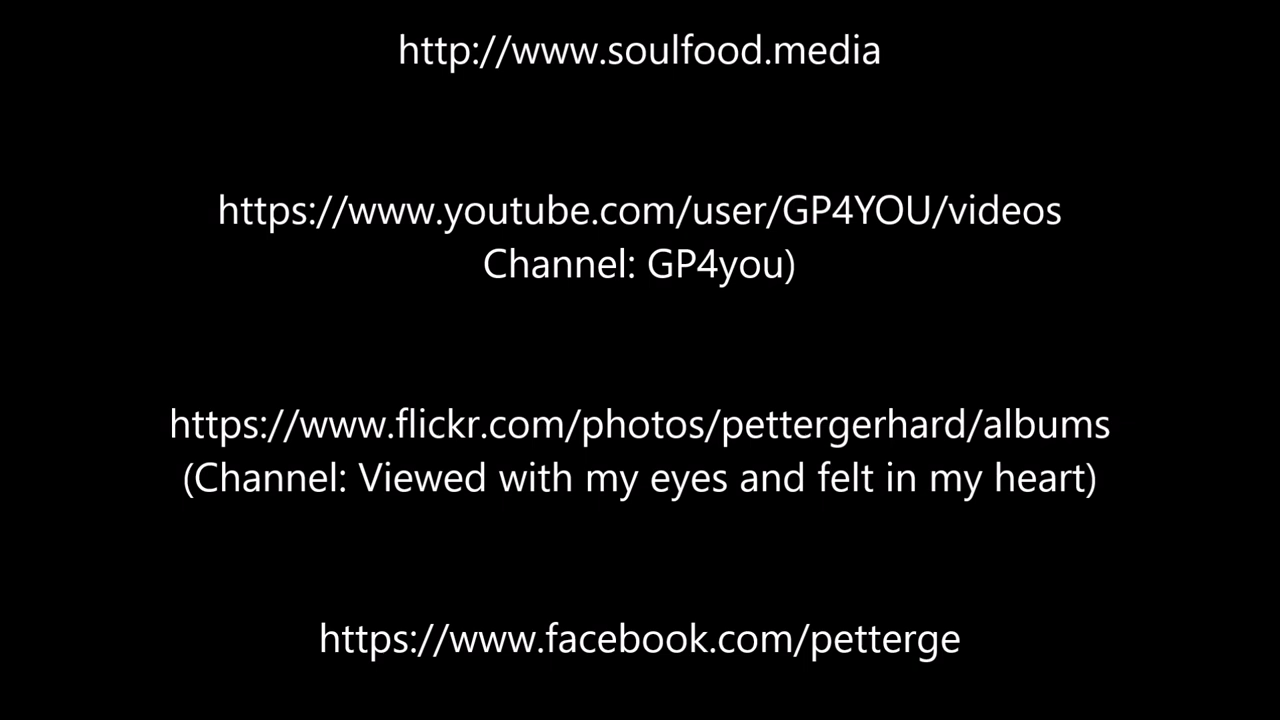 http://www.soulfood.media
https://www.youtube.com/user/GP4YOU/videos
Channel: GP4you)
https://www.flickr.com/photos/pettergerhard/albums
(Channel: Viewed with my eyes and felt in my heart)
https://www.facebook.com/petterge